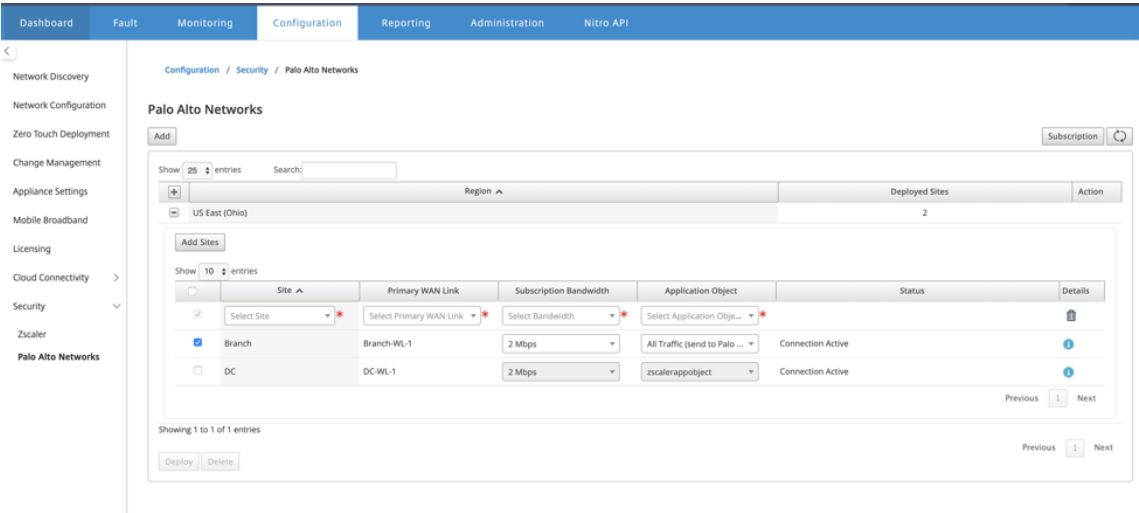 Dashboard Fault Monitoring Configuration Reporting Administration Nitro API
Network Discovery
Network Configuration
Zero Touch Deployment
Change Management
Appliance Settings
Mobile Broadband
Licensing
Cloud Connectivity
Security
Zscaler
Palo Alto Networks
Configuration / Security / Palo Alto Networks
Palo Alto Networks
Add Subscription
Show 25 entries Search:
Region Deployed Sites Action
US East (Ohio) 2
Add Sites
Show 10 entries
Site Primary WAN Link Subscription Bandwidth Application Object Status Details
Select Site * Select Primary WAN Link * Select Bandwidth * Select Application Obje... *
Branch Branch-WL-1 2 Mbps All Traffic (send to Palo ... Connection Active
DC DC-WL-1 2 Mbps zscalerappobject Connection Active
Previous 1 Next
Showing 1 to 1 of 1 entries
Previous 1 Next
Deploy Delete